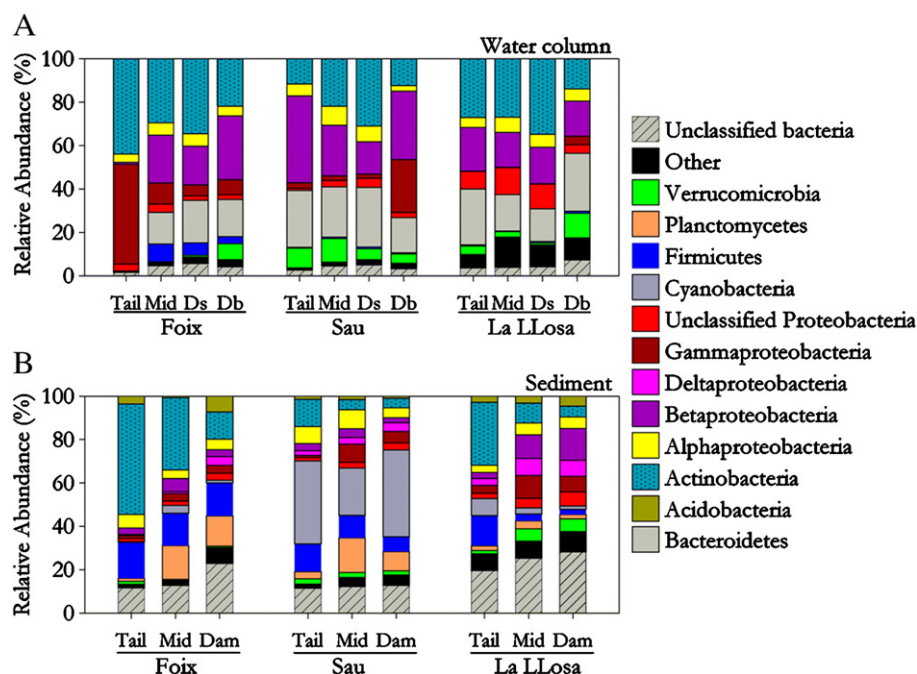 A
Water column
Relative Abundance (%)
100
80
60
40
20
0
Tail Mid Ds Db
Foix
Tail Mid Ds Db
Sau
Tail Mid Ds Db
La LLosa
B
Sediment
Relative Abundance (%)
100
80
60
40
20
0
Tail Mid Dam
Foix
Tail Mid Dam
Sau
Tail Mid Dam
La LLosa
Unclassified bacteria
Other
Verrucomicrobia
Planctomycetes
Firmicutes
Cyanobacteria
Unclassified Proteobacteria
Gammaproteobacteria
Deltaproteobacteria
Betaproteobacteria
Alphaproteobacteria
Actinobacteria
Acidobacteria
Bacteroidetes